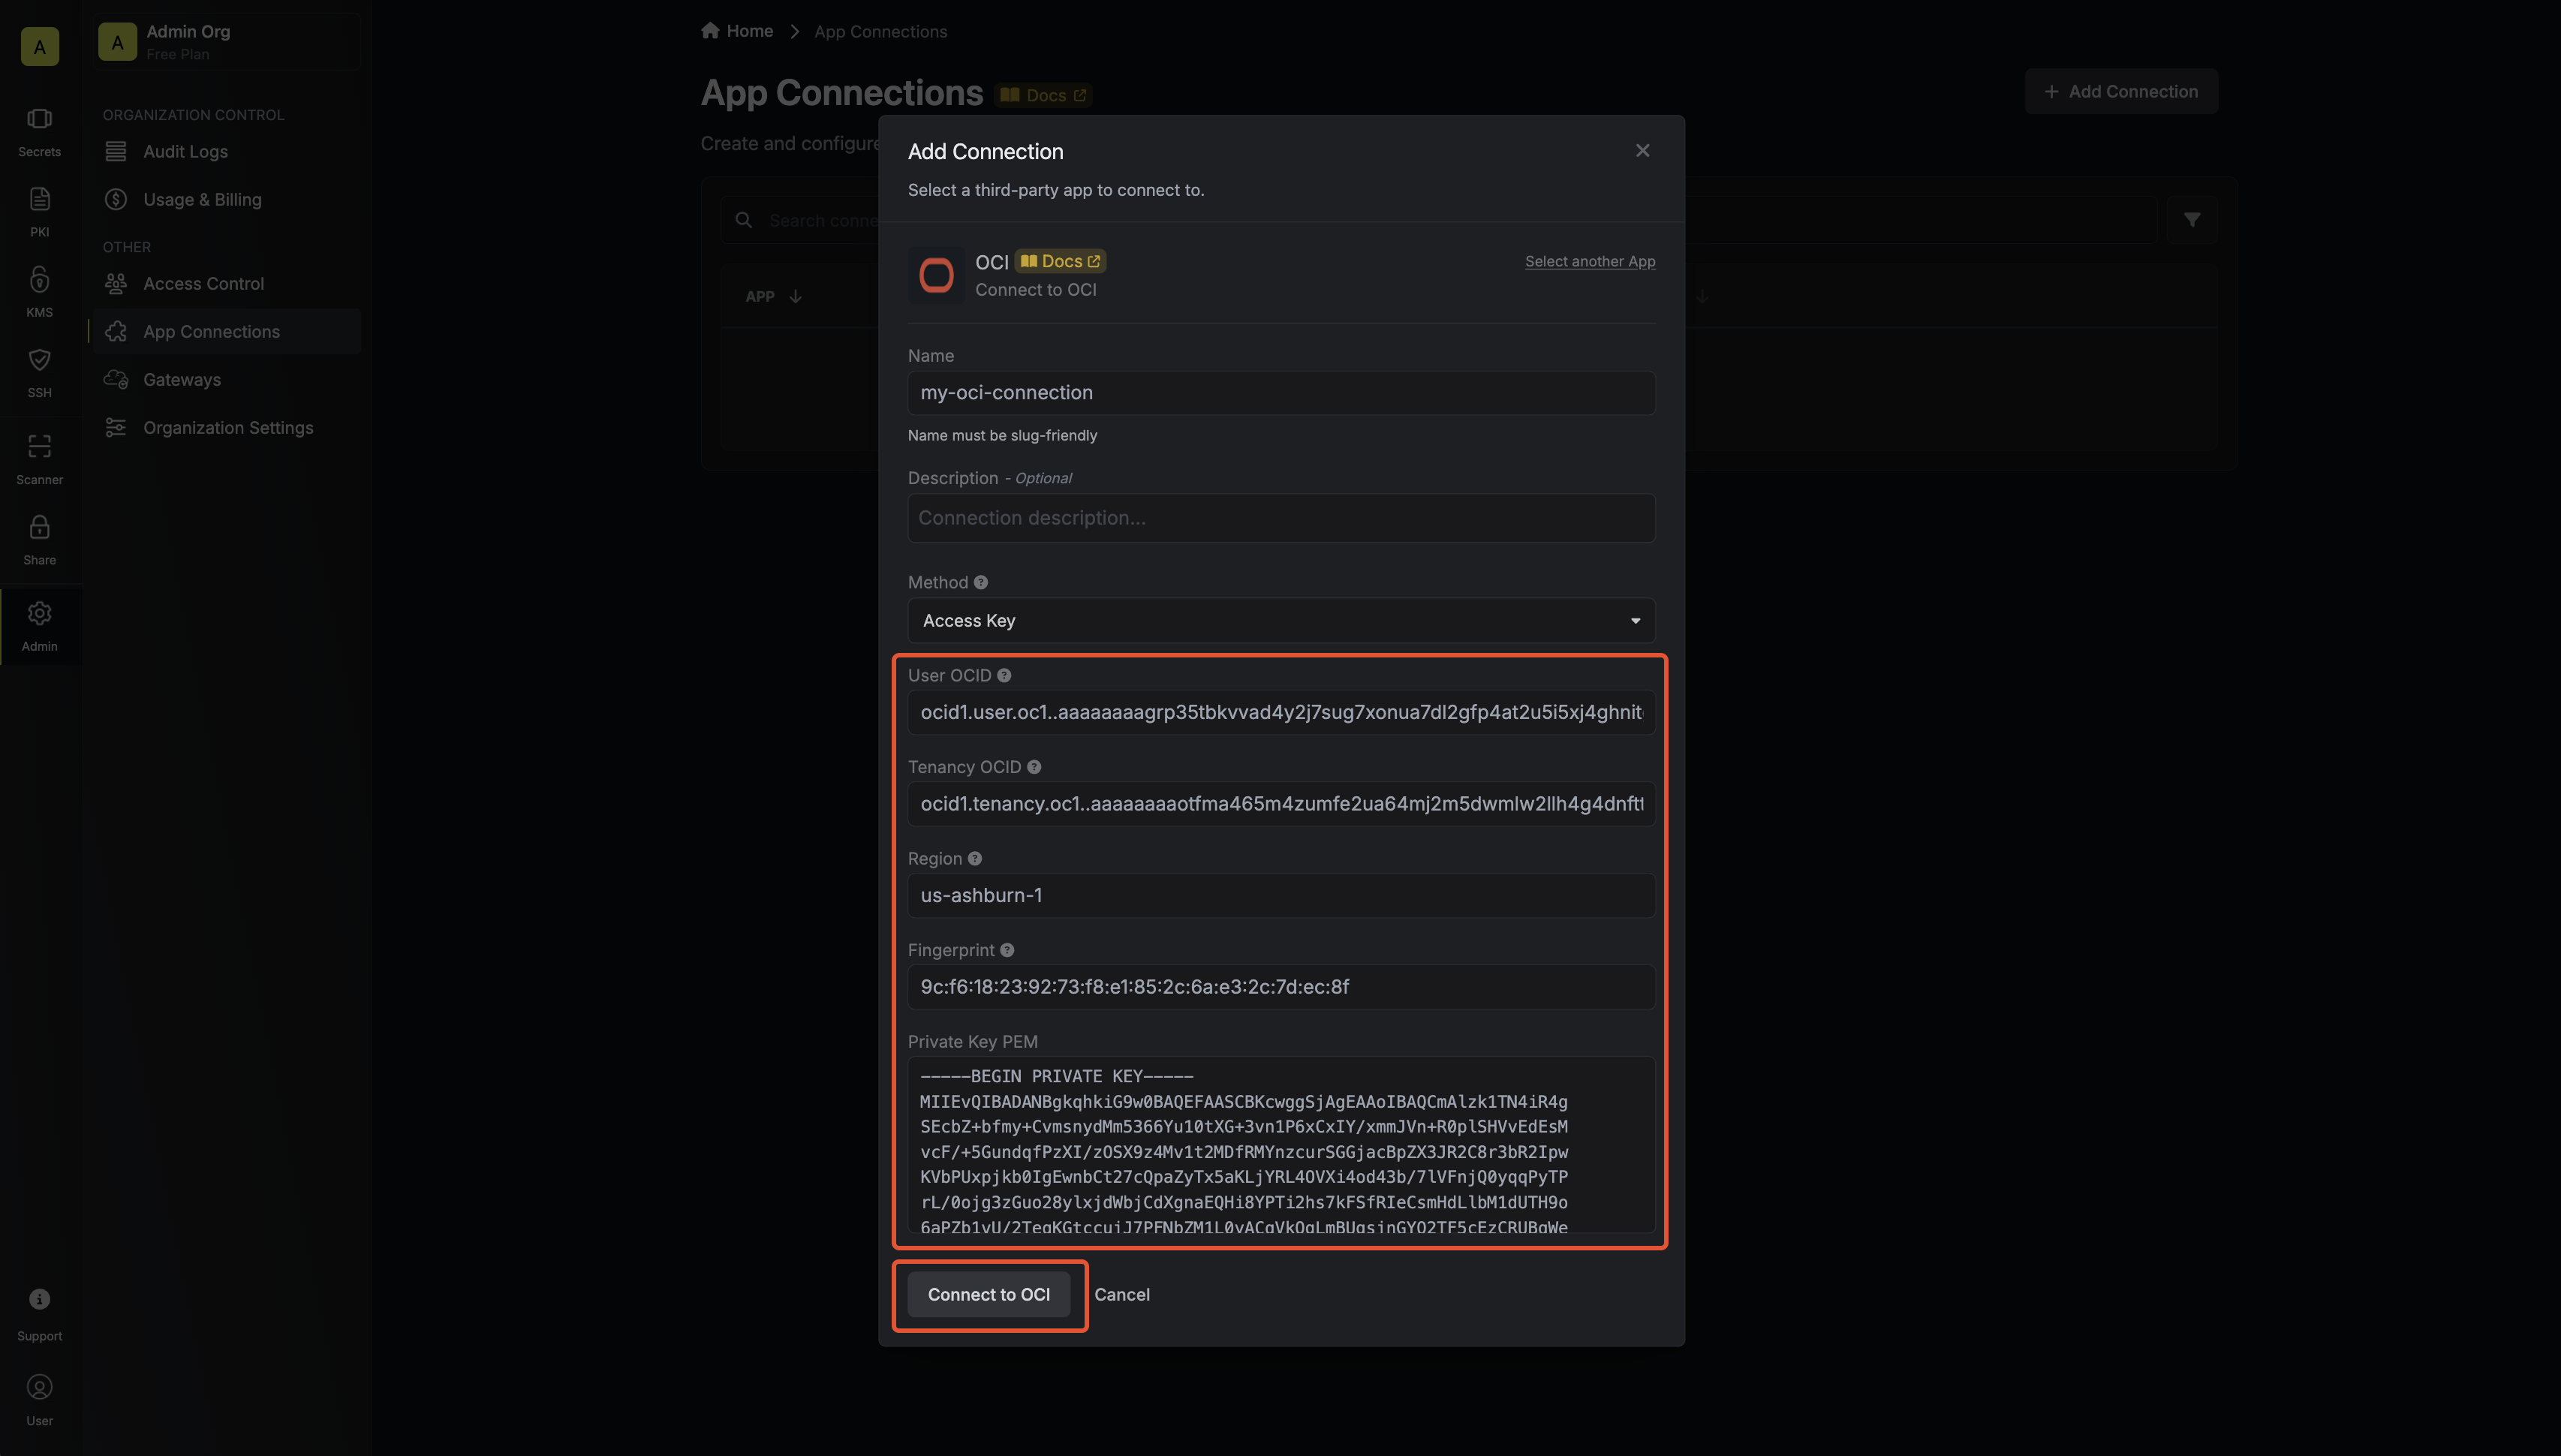 A
Secrets
PKI
KMS
SSH
Scanner
Share
Admin
Support
User
A
Admin Org
Free Plan
ORGANIZATION CONTROL
Audit Logs
Usage & Billing
OTHER
Access Control
App Connections
Gateways
Organization Settings
Home
App Connections
App Connections
Docs
Add Connection
Create and configure
Search conne
APP
Add Connection
Select a third-party app to connect to.
OCI
Docs
Select another App
Connect to OCI
Name
my-oci-connection
Name must be slug-friendly
Description - Optional
Connection description...
Method
Access Key
User OCID
ocid1.user.oc1..aaaaaaaagrp35tbkvvad4y2j7sug7xonua7dl2gfp4at2u5i5xj4ghnit
Tenancy OCID
ocid1.tenancy.oc1..aaaaaaaaotfma465m4zumfe2ua64mj2m5dwmlw2llh4g4dnftt
Region
us-ashburn-1
Fingerprint
9c:f6:18:23:92:73:f8:e1:85:2c:6a:e3:2c:7d:ec:8f
Private Key PEM
-----BEGIN PRIVATE KEY-----
MIIEvQIBADANBgkqhkiG9w0BAQEFAASCBKcwggSjAgEAAoIBAQCmAlzk1TN4iR4g
SEcbZ+bfmy+CvmsnydMm5366Yu10tXG+3vn1P6xCxIY/xmmJVn+R0plSHVvEdEsM
vcF/+5GundqfPzXI/zOSX9z4Mv1t2MDfRMYnzcurSGGjacBpZX3JR2C8r3bR2Ipw
KVbPUxpjkb0IgEwnbCt27cQpaZyTx5aKLjYRL4OVXi4od43b/7lVFnjQ0yqqPyTP
rL/0ojg3zGuo28ylxjdWbjCdXgnaEQHi8YPTi2hs7kFSfRIeCsmHdLlbM1dUTH9o
Connect to OCI
Cancel